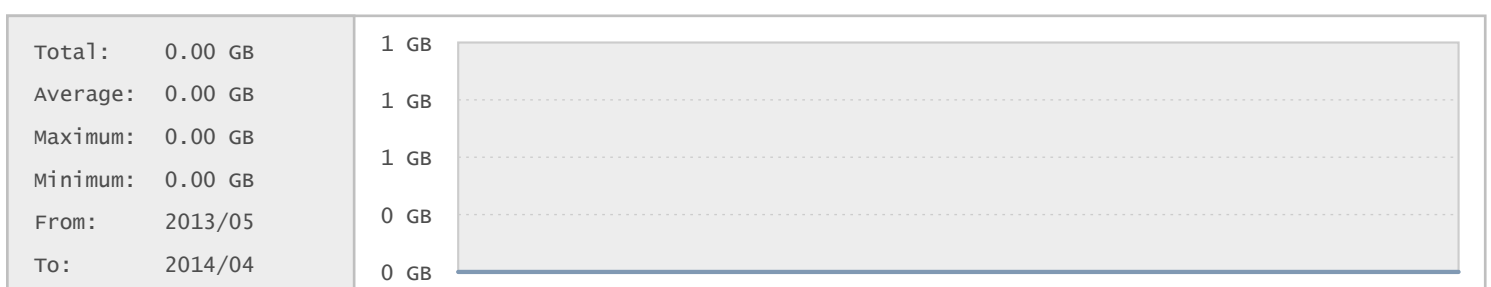 Total: 0.00 GB
Average: 0.00 GB
Maximum: 0.00 GB
Minimum: 0.00 GB
From: 2013/05
To: 2014/04
1 GB
1 GB
1 GB
0 GB
0 GB